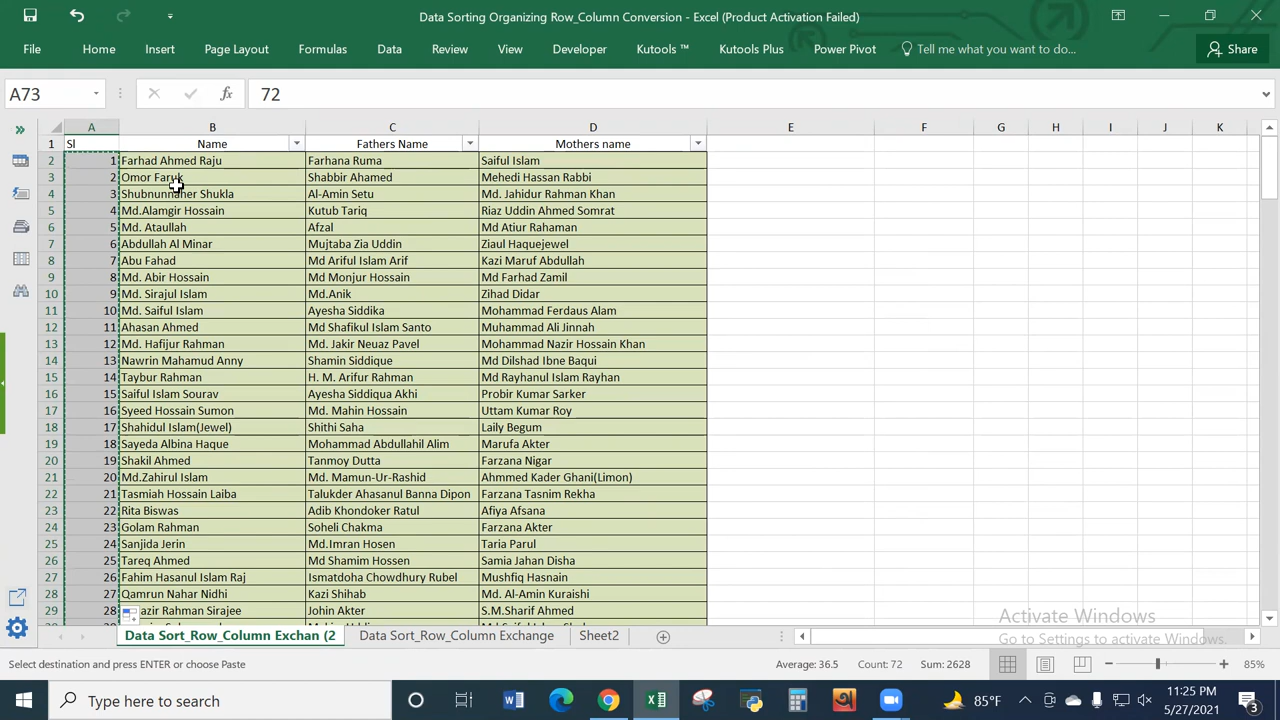 Data Sorting Organizing Row_Column Conversion - Excel (Product Activation Failed)
File Home Insert Page Layout Formulas Data Review View Developer Kutools ™ Kutools Plus Power Pivot Tell me what you want to do... Share
A73 fx 72
A B C D E F G H I J K
1 Sl Name Fathers Name Mothers name
2 1 Farhad Ahmed Raju Farhana Ruma Saiful Islam
3 2 Omor Faruk Shabbir Ahamed Mehedi Hassan Rabbi
4 3 Shubnunnaher Shukla Al-Amin Setu Md. Jahidur Rahman Khan
5 4 Md.Alamgir Hossain Kutub Tariq Riaz Uddin Ahmed Somrat
6 5 Md. Ataullah Afzal Md Atiur Rahaman
7 6 Abdullah Al Minar Mujtaba Zia Uddin Ziaul Haquejewel
8 7 Abu Fahad Md Ariful Islam Arif Kazi Maruf Abdullah
9 8 Md. Abir Hossain Md Monjur Hossain Md Farhad Zamil
10 9 Md. Sirajul Islam Md.Anik Zihad Didar
11 10 Md. Saiful Islam Ayesha Siddika Mohammad Ferdaus Alam
12 11 Ahasan Ahmed Md Shafikul Islam Santo Muhammad Ali Jinnah
13 12 Md. Hafijur Rahman Md. Jakir Neuaz Pavel Mohammad Nazir Hossain Khan
14 13 Nawrin Mahamud Anny Shamin Siddique Md Dilshad Ibne Baqui
15 14 Taybur Rahman H. M. Arifur Rahman Md Rayhanul Islam Rayhan
16 15 Saiful Islam Sourav Ayesha Siddiqua Akhi Probir Kumar Sarker
17 16 Syeed Hossain Sumon Md. Mahin Hossain Uttam Kumar Roy
18 17 Shahidul Islam(Jewel) Shithi Saha Laily Begum
19 18 Sayeda Albina Haque Mohammad Abdullahil Alim Marufa Akter
20 19 Shakil Ahmed Tanmoy Dutta Farzana Nigar
21 20 Md.Zahirul Islam Md. Mamun-Ur-Rashid Ahmmed Kader Ghani(Limon)
22 21 Tasmiah Hossain Laiba Talukder Ahasanul Banna Dipon Farzana Tasnim Rekha
23 22 Rita Biswas Adib Khondoker Ratul Afiya Afsana
24 23 Golam Rahman Soheli Chakma Farzana Akter
25 24 Sanjida Jerin Md.Imran Hosen Taria Parul
26 25 Tareq Ahmed Md Shamim Hossen Samia Jahan Disha
27 26 Fahim Hasanul Islam Raj Ismatdoha Chowdhury Rubel Mushfiq Hasnain
28 27 Qamrun Nahar Nidhi Kazi Shihab Md. Al-Amin Kuraishi
29 28 azir Rahman Sirajee Johin Akter S.M.Sharif Ahmed
Activate Windows
Go to Settings to activate Windows.
Data Sort_Row_Column Exchan (2 Data Sort_Row_Column Exchange Sheet2
Select destination and press ENTER or choose Paste Average: 36.5 Count: 72 Sum: 2628 85%
Type here to search 85°F 11:25 PM
5/27/2021 3